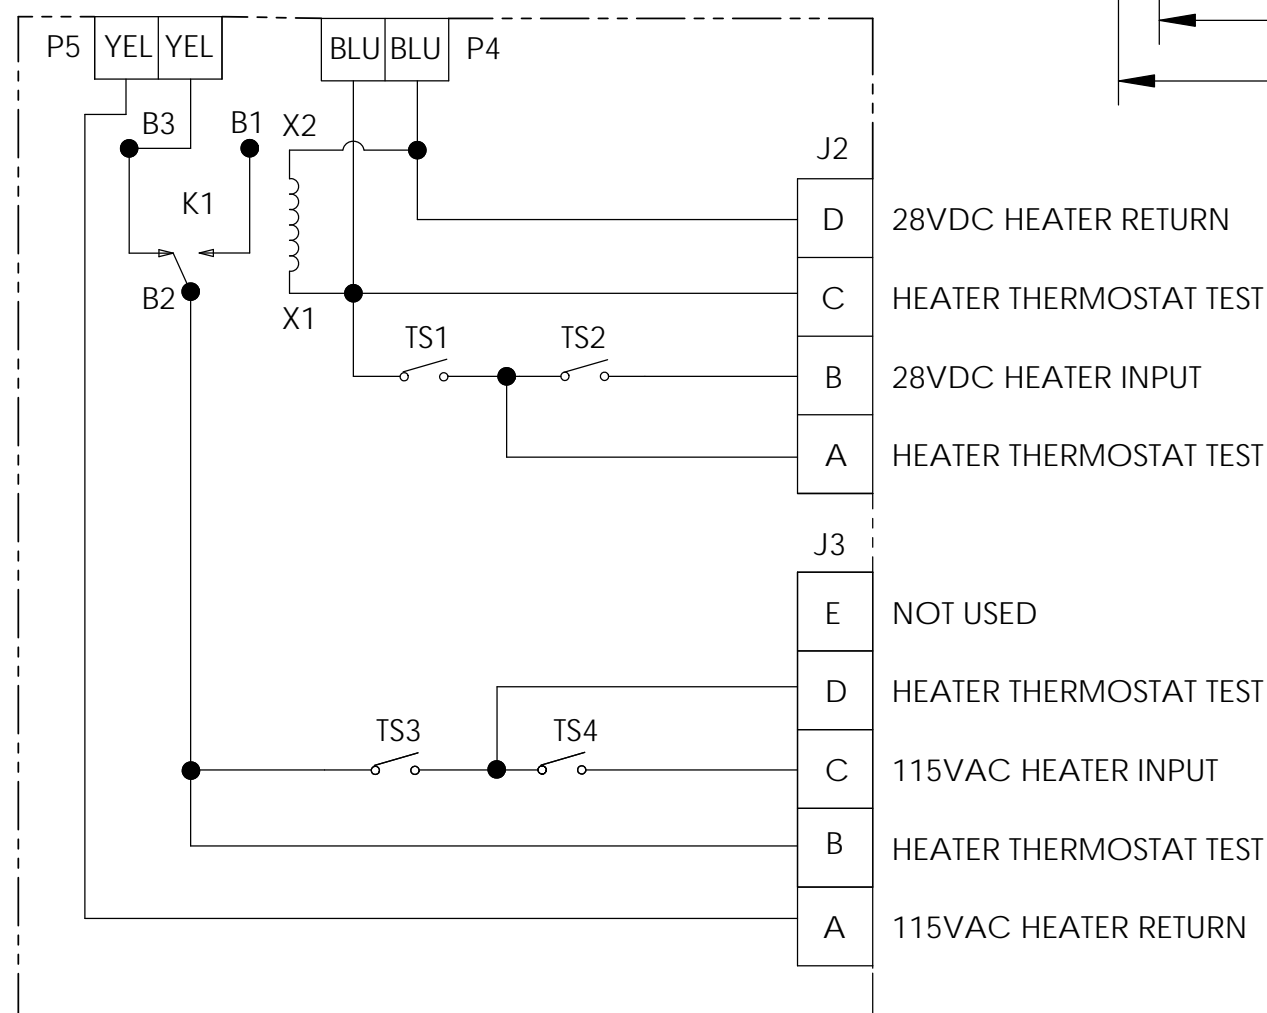 P5 YEL YEL BLU BLU P4
B3 B1 X2
J2
K1
D 28VDC HEATER RETURN
B2
C HEATER THERMOSTAT TEST
X1
TS1 TS2
B 28VDC HEATER INPUT
A HEATER THERMOSTAT TEST
J3
E NOT USED
D HEATER THERMOSTAT TEST
TS3 TS4
C 115VAC HEATER INPUT
B HEATER THERMOSTAT TEST
A 115VAC HEATER RETURN